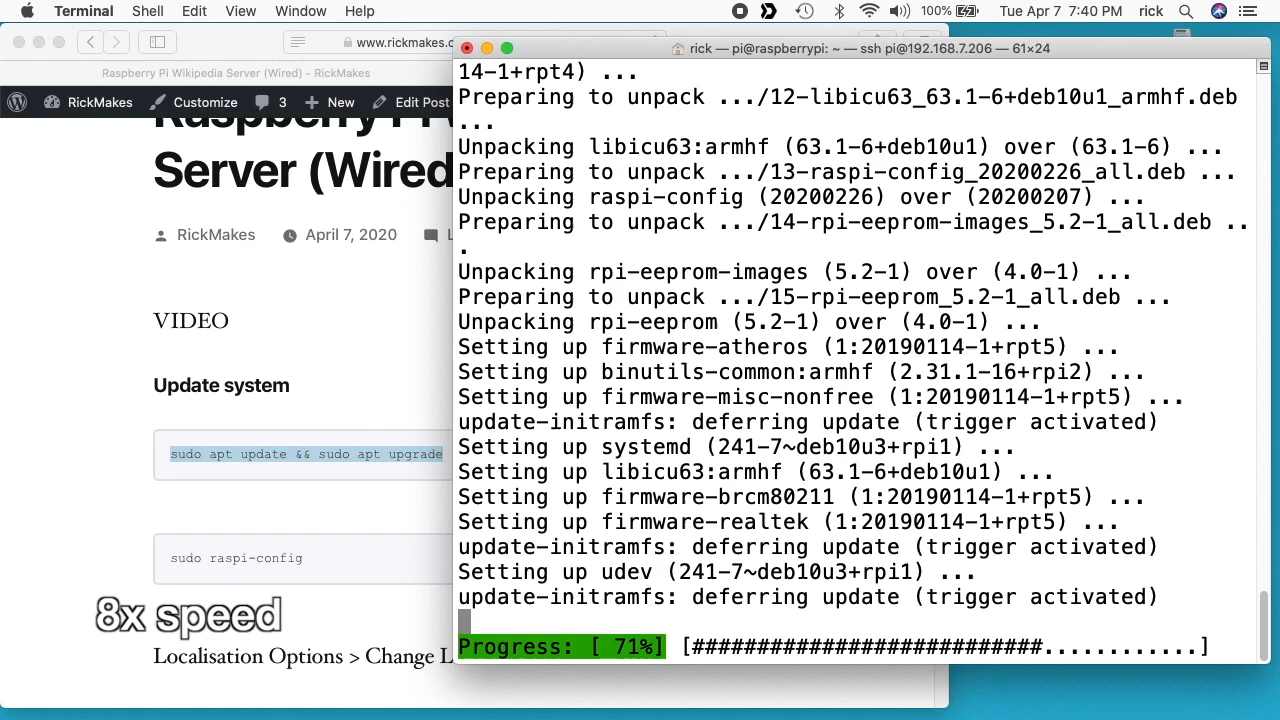 Terminal Shell Edit View Window Help 100% Tue Apr 7 7:40 PM rick
www.rickmakes.c
rick — pi@raspberrypi: ~ — ssh pi@192.168.7.206 — 61×24
Raspberry Pi Wikipedia Server (Wired) - RickMakes
RickMakes Customize 3 New Edit Post
Raspberry Pi
Server (Wired
RickMakes April 7, 2020 L
VIDEO
Update system
sudo apt update && sudo apt upgrade
sudo raspi-config
8x speed
Localisation Options > Change L
14-1+rpt4) ...
Preparing to unpack .../12-libicu63_63.1-6+deb10u1_armhf.deb
...
Unpacking libicu63:armhf (63.1-6+deb10u1) over (63.1-6) ...
Preparing to unpack .../13-raspi-config_20200226_all.deb ...
Unpacking raspi-config (20200226) over (20200207) ...
Preparing to unpack .../14-rpi-eeprom-images_5.2-1_all.deb ..
.
Unpacking rpi-eeprom-images (5.2-1) over (4.0-1) ...
Preparing to unpack .../15-rpi-eeprom_5.2-1_all.deb ...
Unpacking rpi-eeprom (5.2-1) over (4.0-1) ...
Setting up firmware-atheros (1:20190114-1+rpt5) ...
Setting up binutils-common:armhf (2.31.1-16+rpi2) ...
Setting up firmware-misc-nonfree (1:20190114-1+rpt5) ...
update-initramfs: deferring update (trigger activated)
Setting up systemd (241-7~deb10u3+rpi1) ...
Setting up libicu63:armhf (63.1-6+deb10u1) ...
Setting up firmware-brcm80211 (1:20190114-1+rpt5) ...
Setting up firmware-realtek (1:20190114-1+rpt5) ...
update-initramfs: deferring update (trigger activated)
Setting up udev (241-7~deb10u3+rpi1) ...
update-initramfs: deferring update (trigger activated)
Progress: [ 71%] [###########################............]